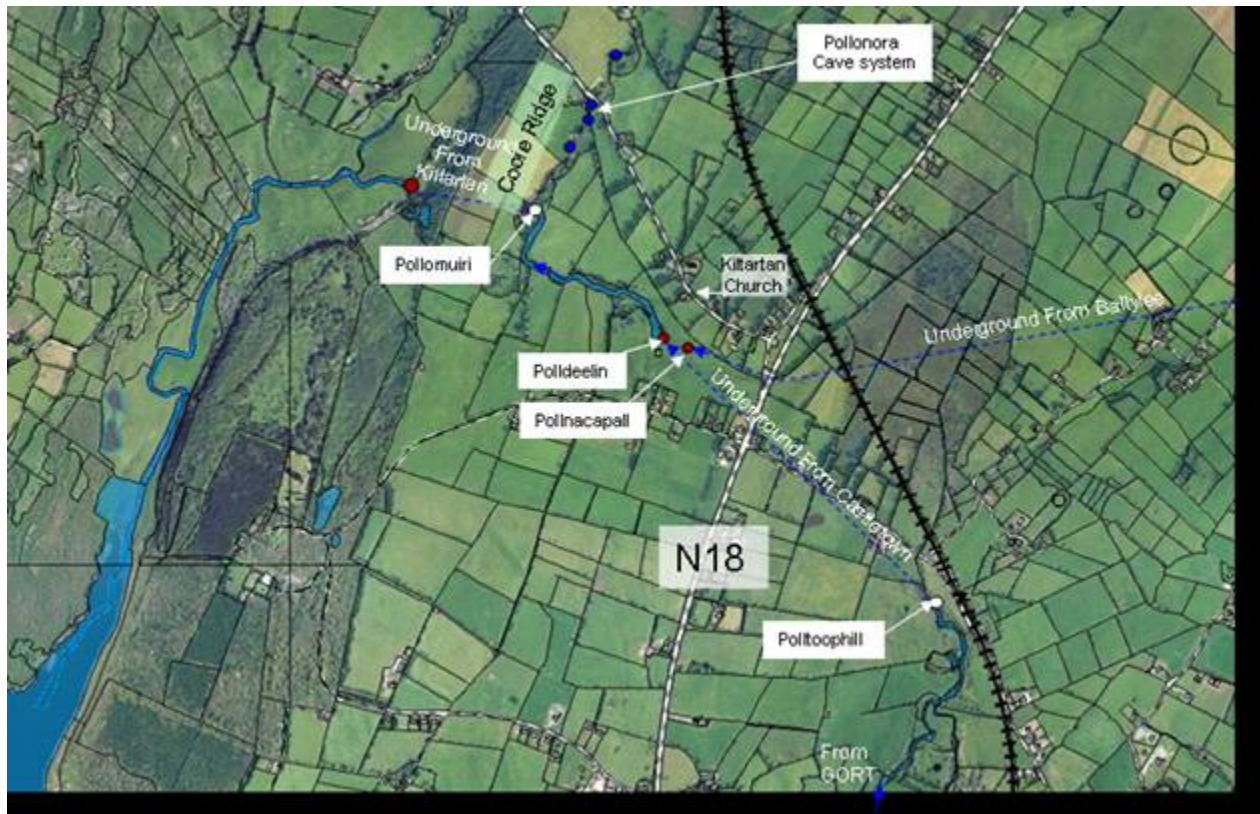 Pollonora
Cave system
Underground
From
Kiltartan
Coole Ridge
Pollomuiri
Kiltartan
Church
Underground From Ballylee
Polldeelin
Pollnacapall
Underground From Castletown
N18
Polltoophill
From
GORT